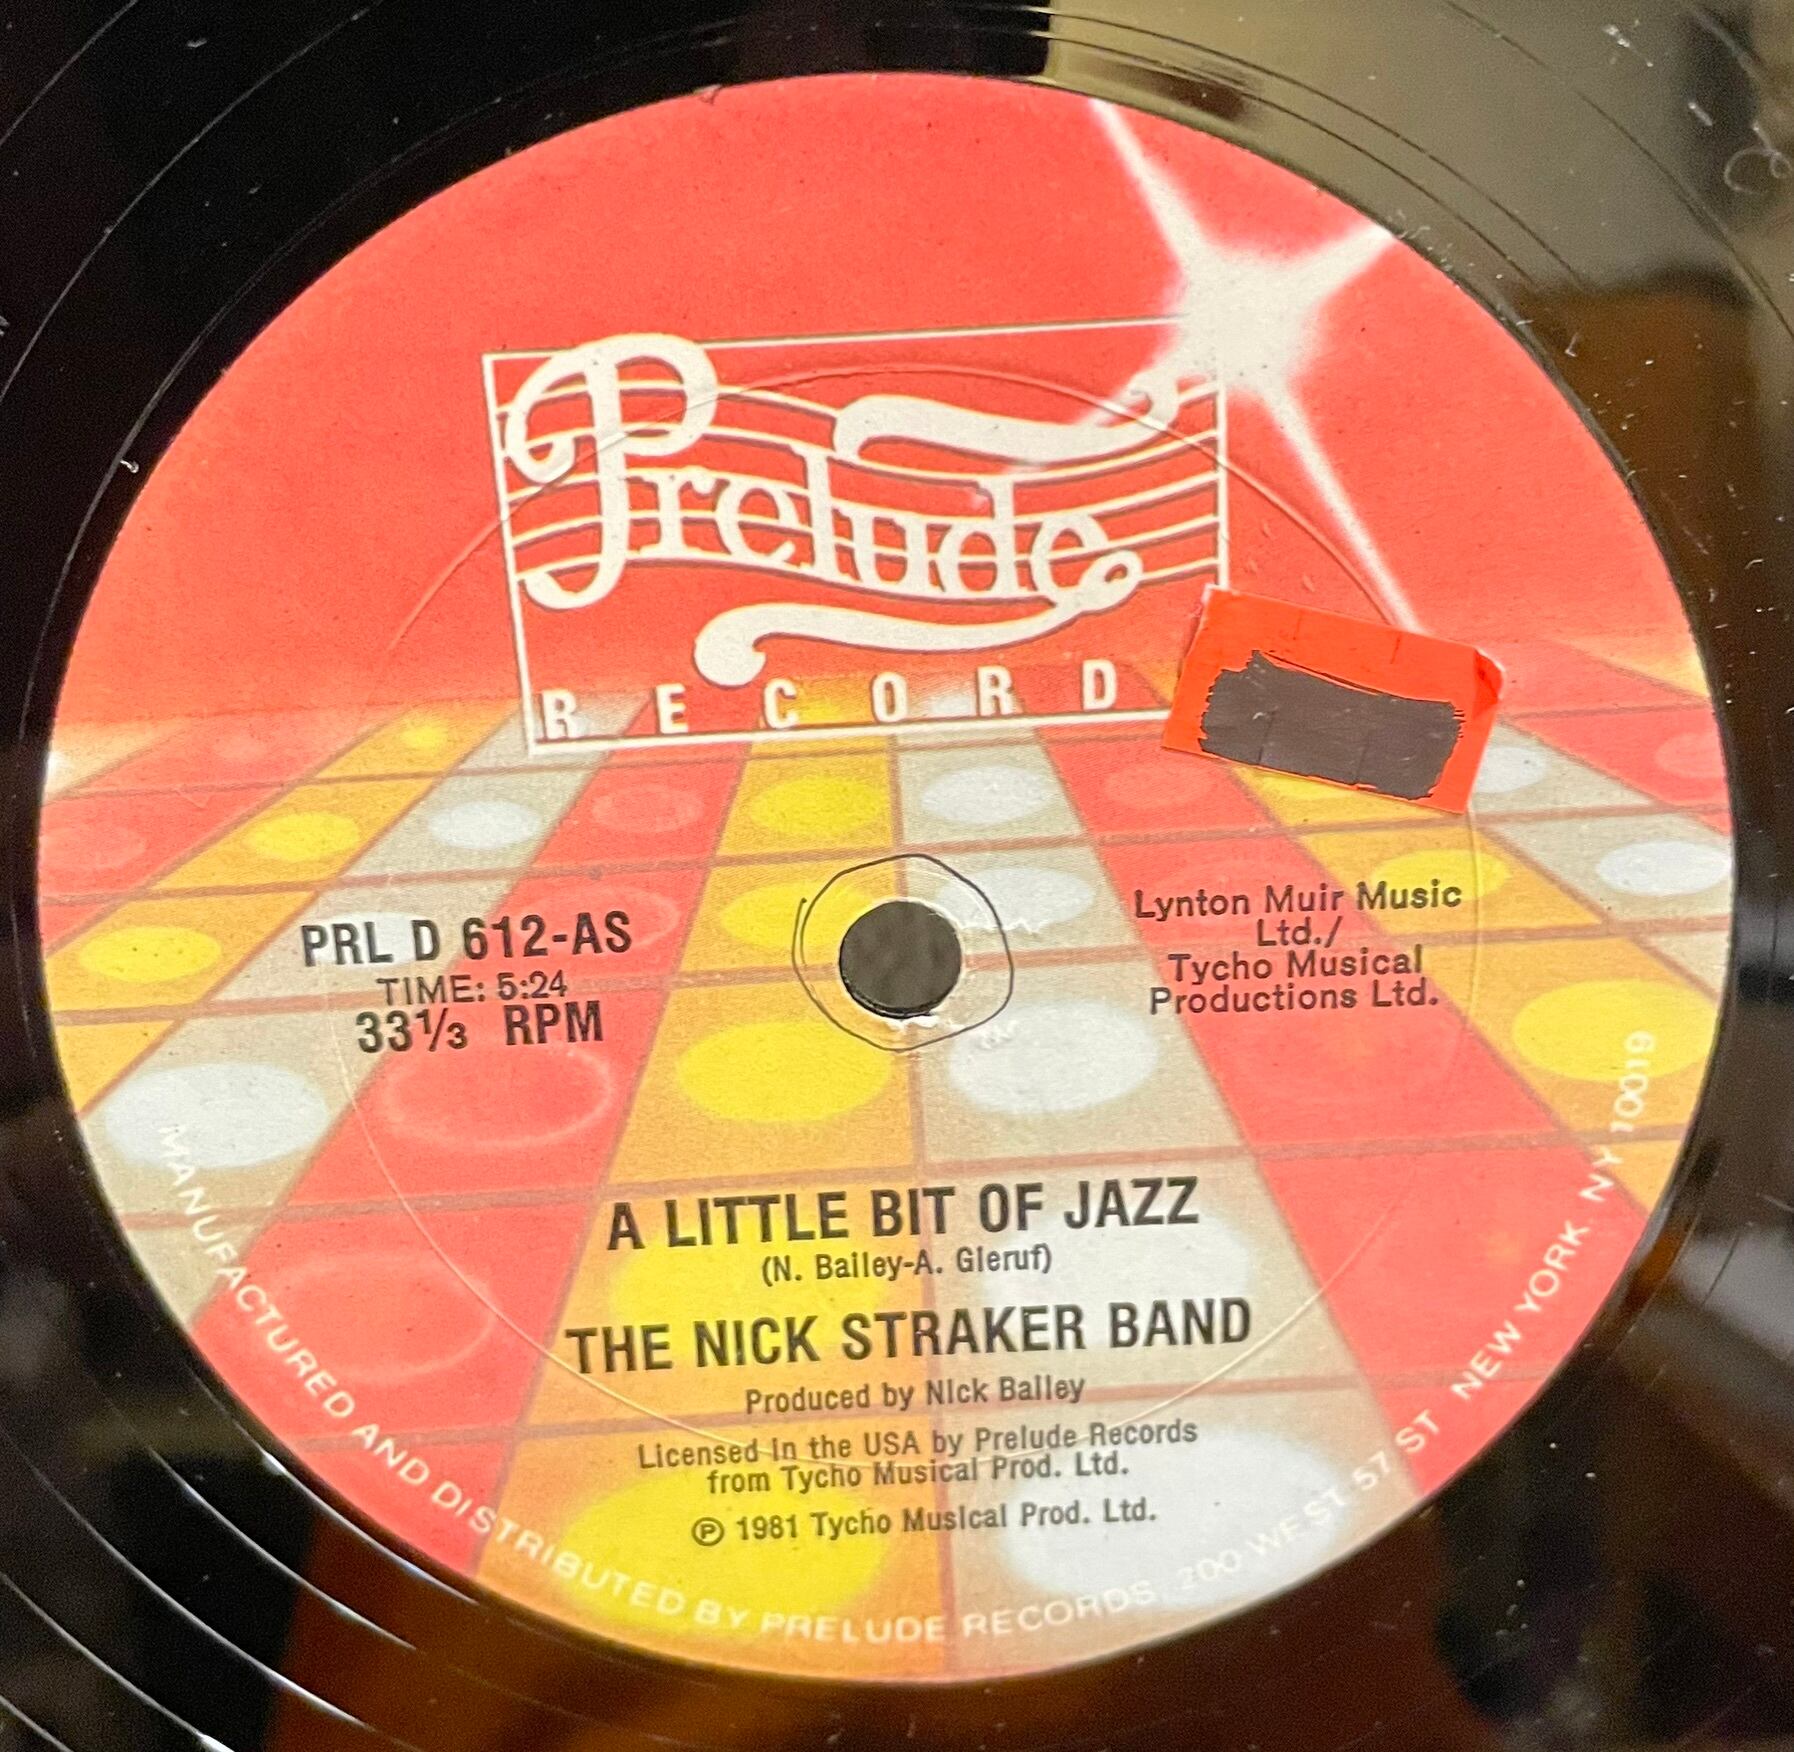 Prelude
RECORD
PRL D 612-AS
TIME: 5:24
33⅓ RPM
Lynton Muir Music
Ltd./
Tycho Musical
Productions Ltd.
A LITTLE BIT OF JAZZ
(N. Bailey-A. Gleruf)
THE NICK STRAKER BAND
Produced by Nick Bailey
Licensed in the USA by Prelude Records
from Tycho Musical Prod. Ltd.
℗ 1981 Tycho Musical Prod. Ltd.
MANUFACTURED AND DISTRIBUTED BY PRELUDE RECORDS, 200 WEST 57 ST NEW YORK, NY 10019